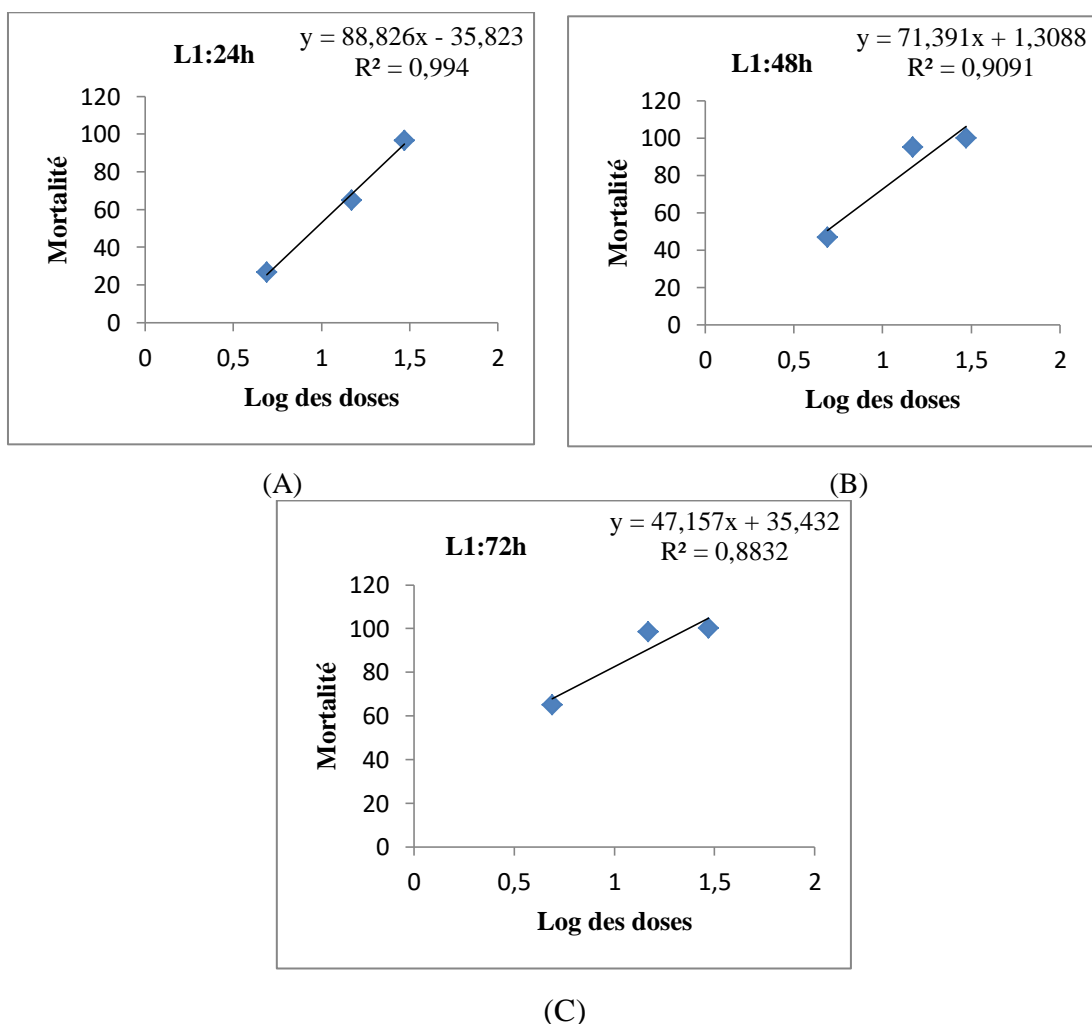 L1:24h
y = 88,826x - 35,823
R² = 0,994
Mortalité
120
100
80
60
40
20
0
0 0,5 1 1,5 2
Log des doses
(A)
L1:48h
y = 71,391x + 1,3088
R² = 0,9091
Mortalité
120
100
80
60
40
20
0
0 0,5 1 1,5 2
Log des doses
(B)
L1:72h
y = 47,157x + 35,432
R² = 0,8832
Mortalité
120
100
80
60
40
20
0
0 0,5 1 1,5 2
Log des doses
(C)